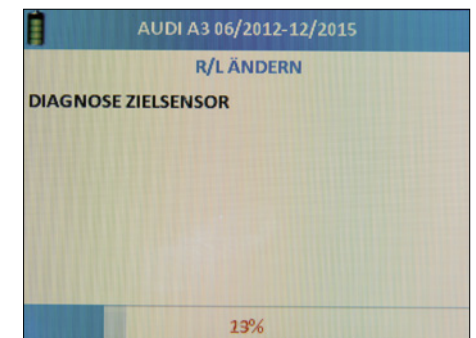 AUDI A3 06/2012-12/2015
R/L ÄNDERN
DIAGNOSE ZIELSENSOR
13%